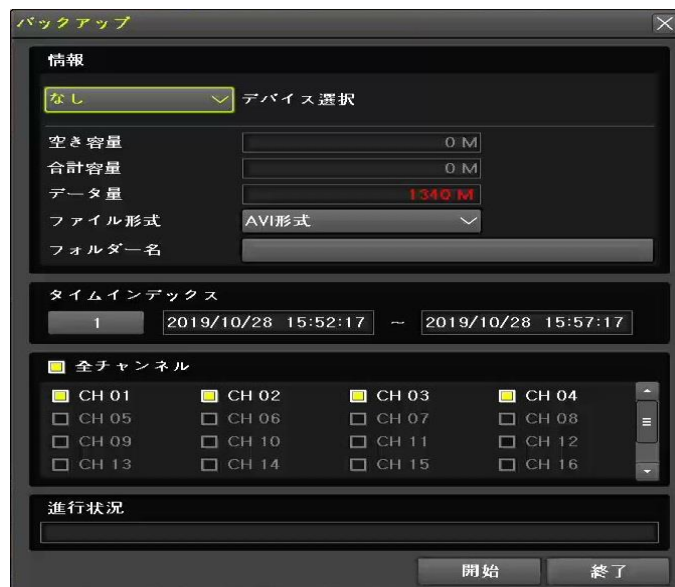 バックアップ
情報
なし デバイス選択
空き容量 0 M
合計容量 0 M
データ量 1340 M
ファイル形式 AVI形式
フォルダー名
タイムインデックス
1 2019/10/28 15:52:17 ~ 2019/10/28 15:57:17
全チャンネル
CH 01 CH 02 CH 03 CH 04
CH 05 CH 06 CH 07 CH 08
CH 09 CH 10 CH 11 CH 12
CH 13 CH 14 CH 15 CH 16
進行状況
開始 終了